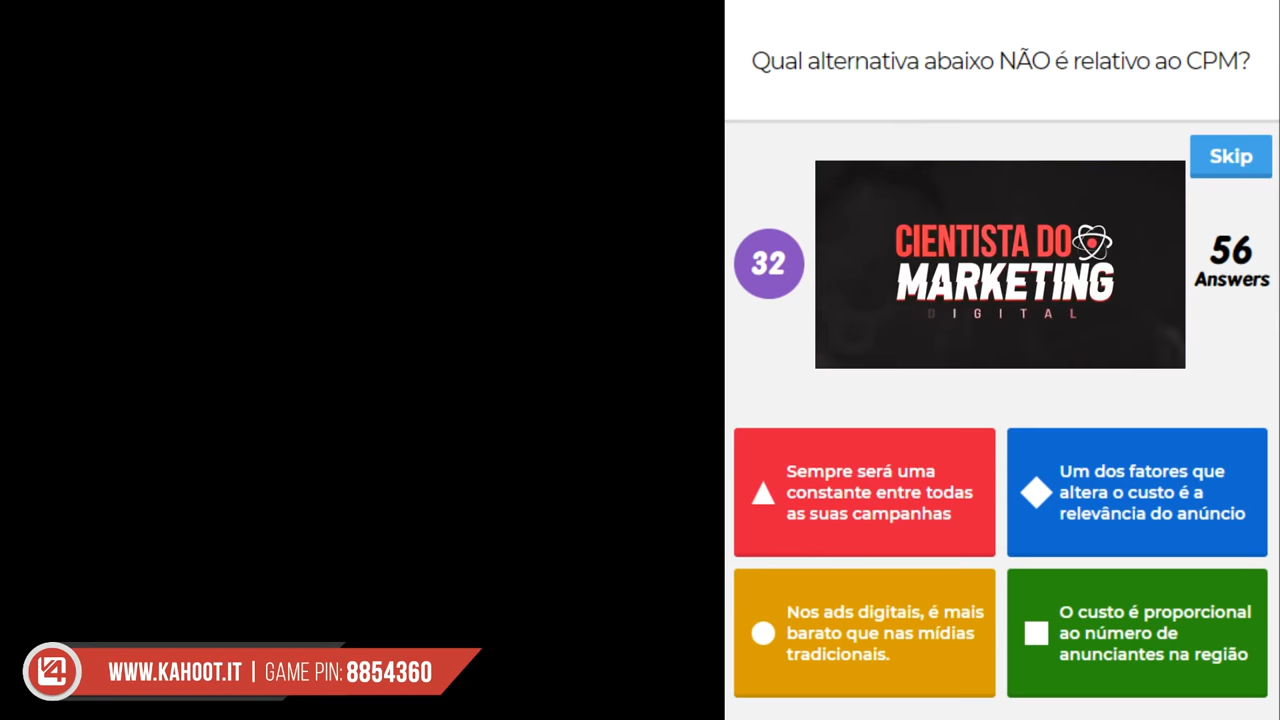 Qual alternativa abaixo NÃO é relativo ao CPM?
Skip
32
CIENTISTA DO
MARKETING
DIGITAL
56
Answers
Sempre será uma
constante entre todas
as suas campanhas
Um dos fatores que
altera o custo é a
relevância do anúncio
Nos ads digitais, é mais
barato que nas mídias
tradicionais.
O custo é proporcional
ao número de
anunciantes na região
V4
WWW.KAHOOT.IT | GAME PIN: 8854360